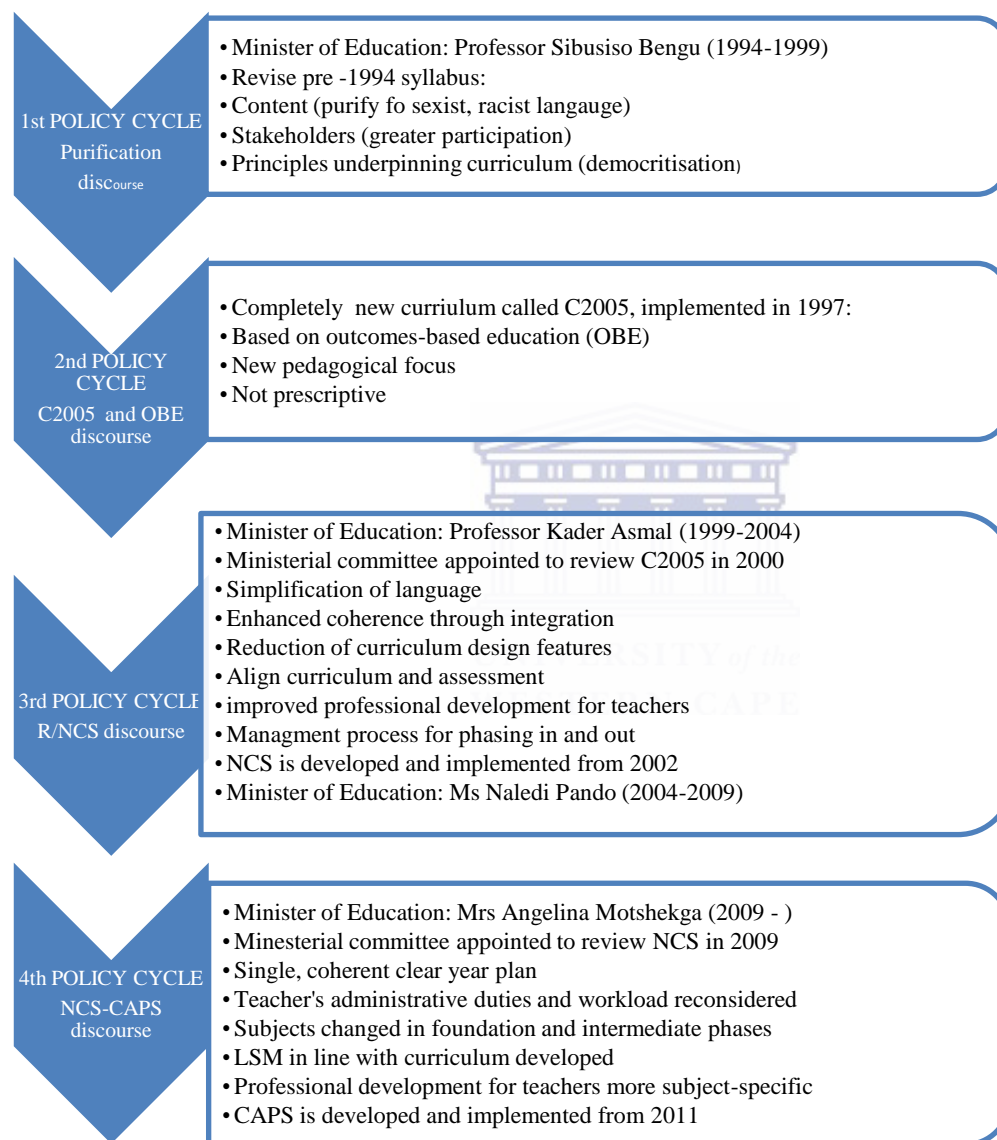 1st POLICY CYCLE
Purification
discourse
• Minister of Education: Professor Sibusiso Bengu (1994-1999)
• Revise pre -1994 syllabus:
• Content (purify fo sexist, racist langauge)
• Stakeholders (greater participation)
• Principles underpinning curriculum (democritisation)
2nd POLICY
CYCLE
C2005 and OBE
discourse
• Completely new curriulum called C2005, implemented in 1997:
• Based on outcomes-based education (OBE)
• New pedagogical focus
• Not prescriptive
3rd POLICY CYCLE
R/NCS discourse
• Minister of Education: Professor Kader Asmal (1999-2004)
• Ministerial committee appointed to review C2005 in 2000
• Simplification of language
• Enhanced coherence through integration
• Reduction of curriculum design features
• Align curriculum and assessment
• improved professional development for teachers
• Managment process for phasing in and out
• NCS is developed and implemented from 2002
• Minister of Education: Ms Naledi Pando (2004-2009)
UNIVERSITY of the
WESTERN CAPE
4th POLICY CYCLE
NCS-CAPS
discourse
• Minister of Education: Mrs Angelina Motshekga (2009 - )
• Minesterial committee appointed to review NCS in 2009
• Single, coherent clear year plan
• Teacher's administrative duties and workload reconsidered
• Subjects changed in foundation and intermediate phases
• LSM in line with curriculum developed
• Professional development for teachers more subject-specific
• CAPS is developed and implemented from 2011